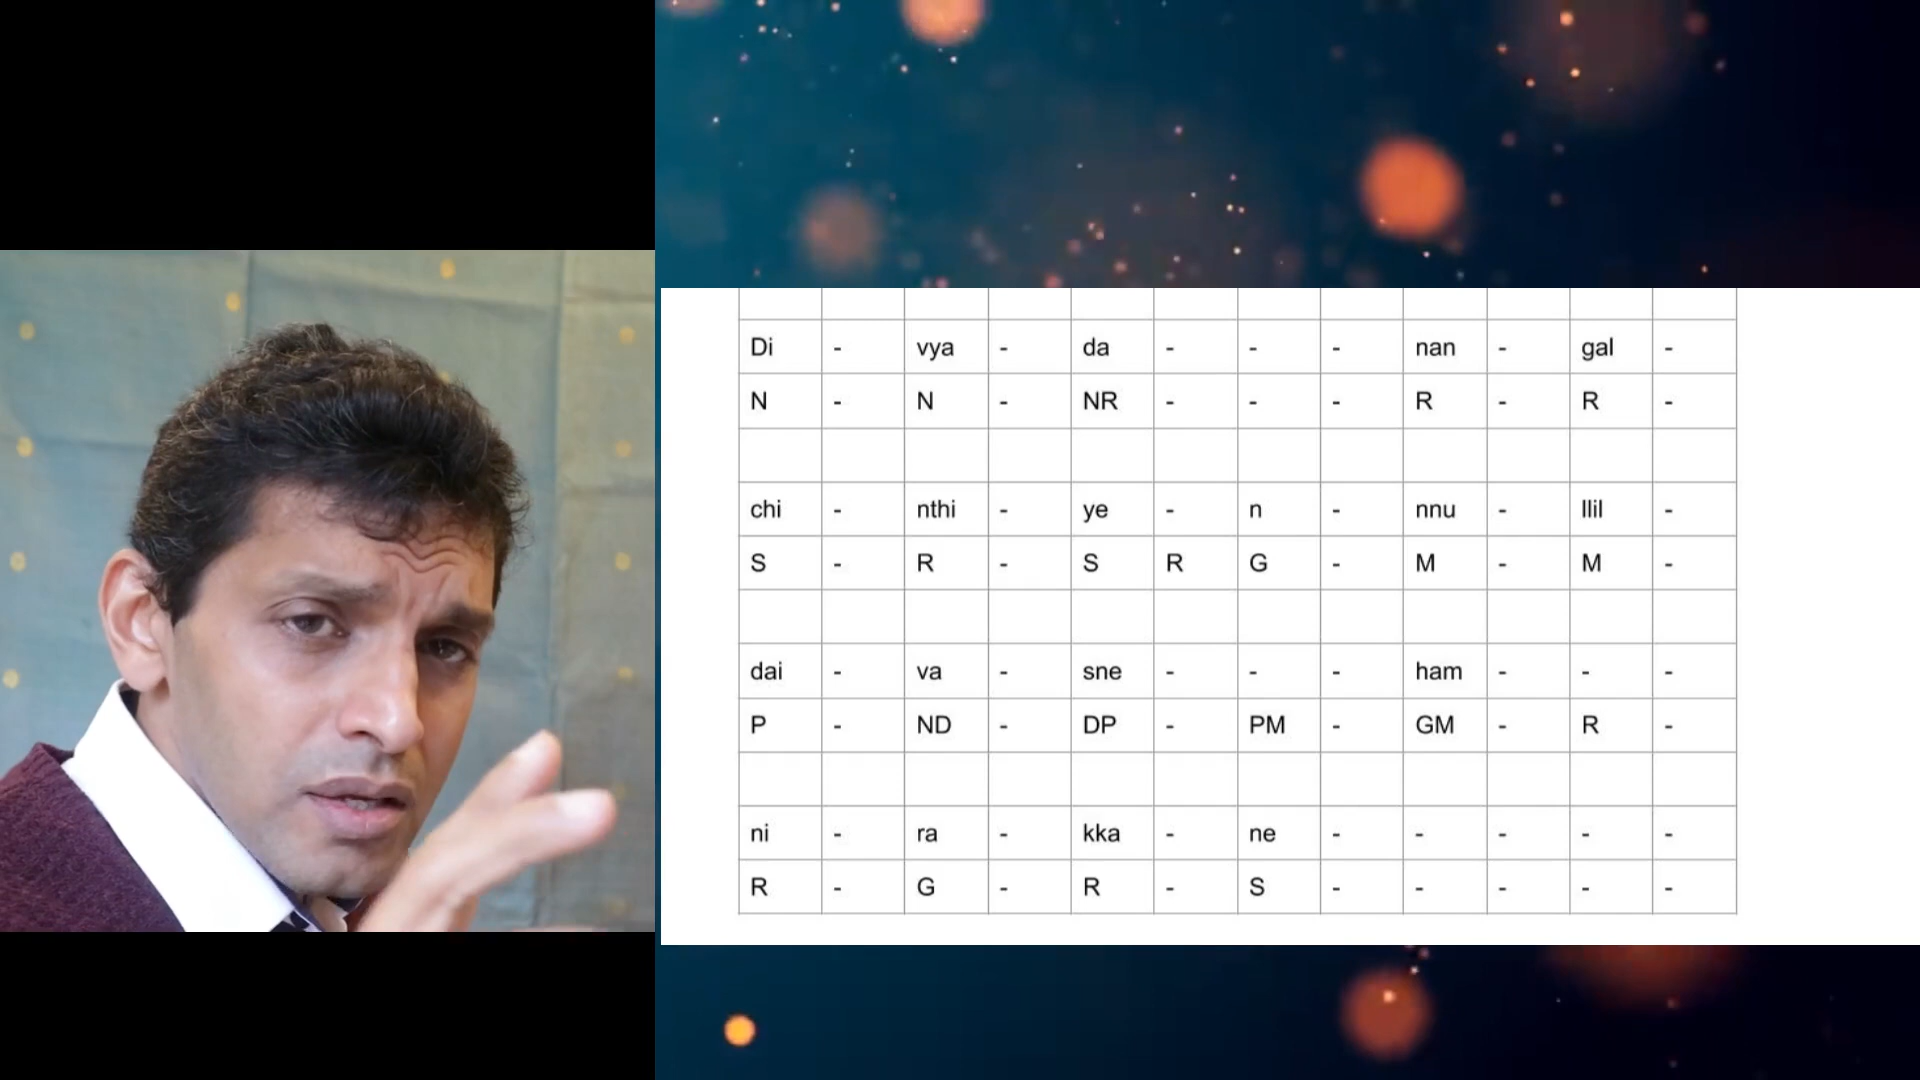 Di - vya - da - - - nan - gal -
N - N - NR - - - R - R -
chi - nthi - ye - n - nnu - llil -
S - R - S R G - M - M -
dai - va - sne - - - ham - - -
P - ND - DP - PM - GM - R -
ni - ra - kka - ne - - - - -
R - G - R - S - - - - -